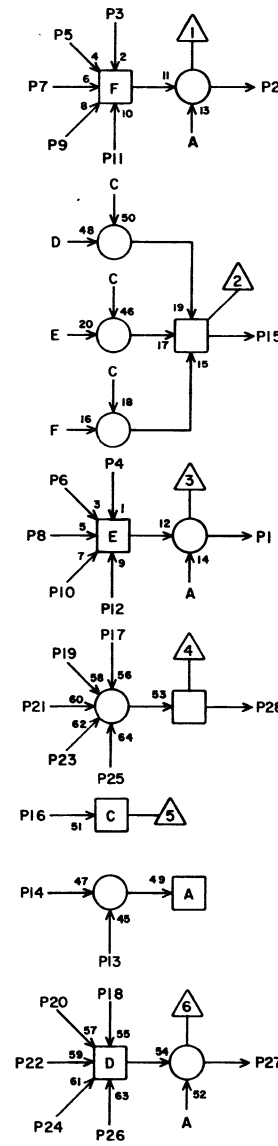 P3
1
P5
4
2
P7
6
F
11
P2
8
10
13
P9
P11
A
C
50
D
48
C
2
46
19
E
20
17
P15
15
C
18
F
16
P4
3
P6
3
1
P8
5
E
12
P1
7
9
14
P10
P12
A
P17
4
P19
58
56
P21
60
53
P28
62
64
P23
P25
P16
C
5
51
P14
47
49
A
45
P13
P18
6
P20
57
55
P22
59
D
54
P27
61
63
52
P24
P26
A